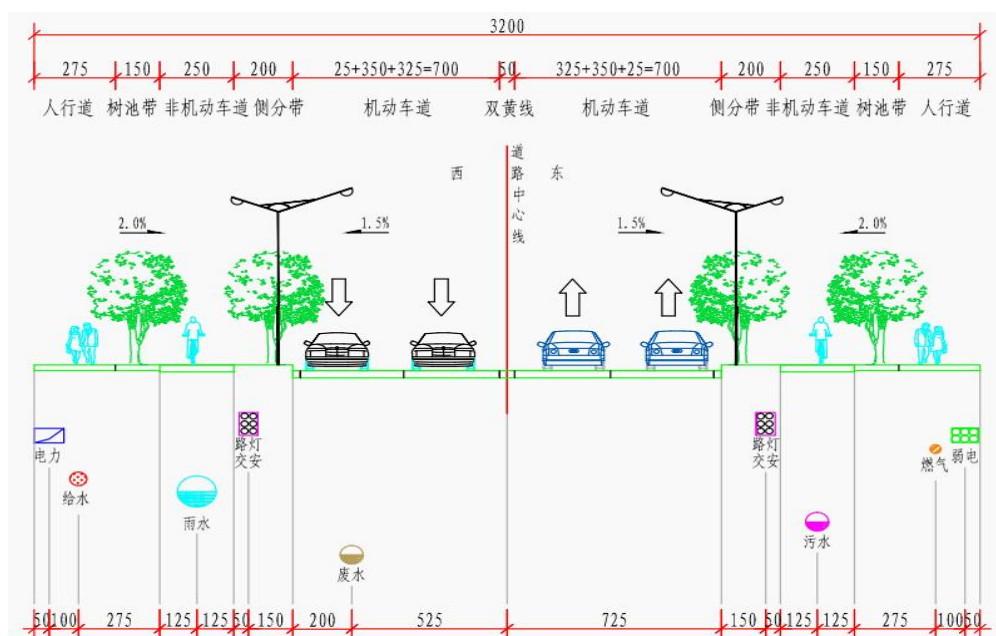 3200
275 150 250 200 25+350+325=700 50 325+350+25=700 200 250 150 275
人行道 树池带 非机动车道 侧分带 机动车道 双黄线 机动车道 侧分带 非机动车道 树池带 人行道
西 道路中心线 东
2.0% 1.5% 1.5% 2.0%
电力 路灯交安 路灯交安 燃气 弱电
给水 雨水 污水
废水
50 100 275 125 125 50 150 200 525 725 150 50 125 125 275 100 50